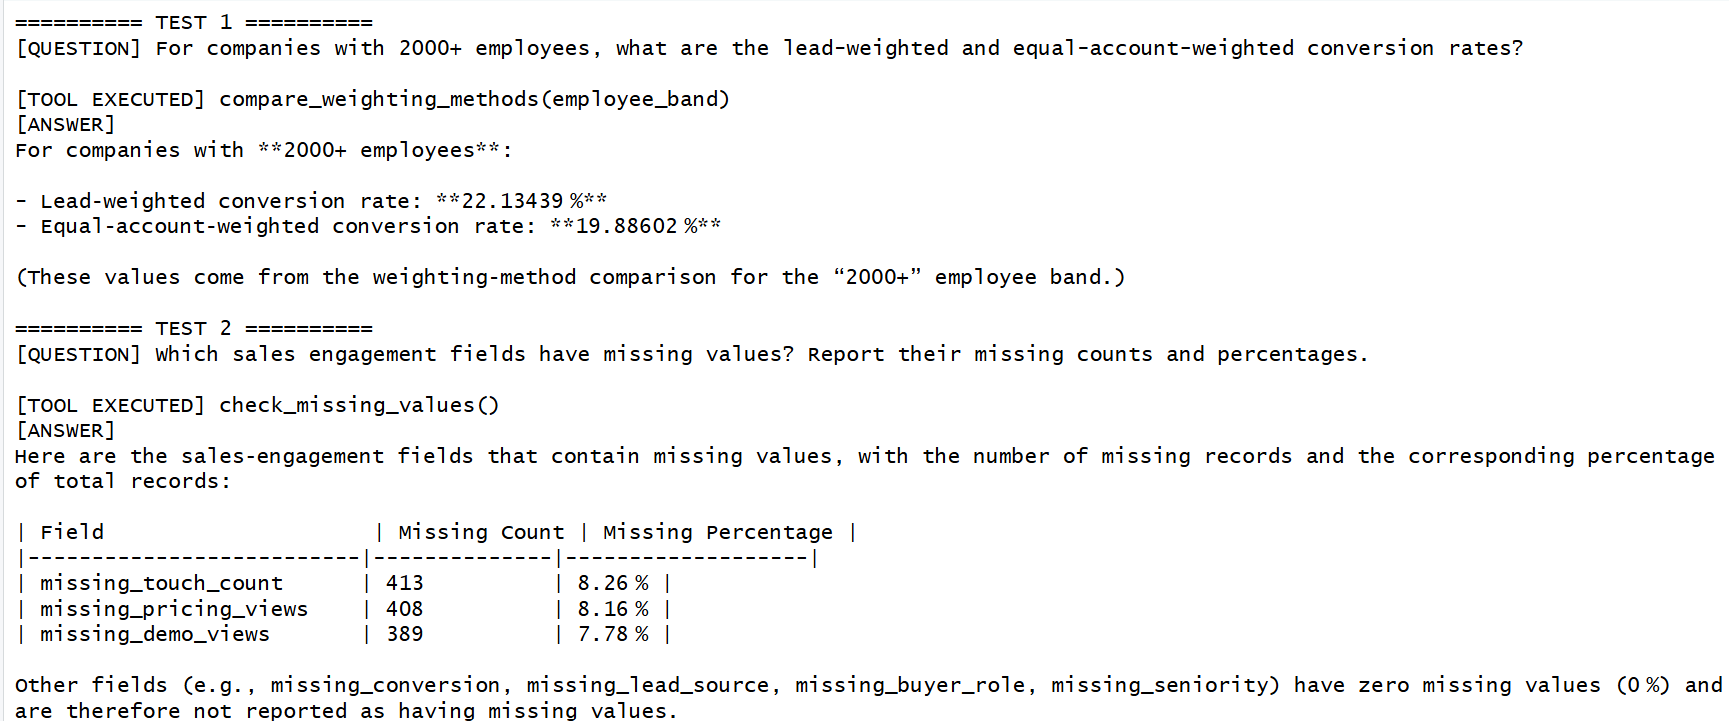 ========== TEST 1 ==========
[QUESTION] For companies with 2000+ employees, what are the lead-weighted and equal-account-weighted conversion rates?
[TOOL EXECUTED] compare_weighting_methods(employee_band)
[ANSWER]
For companies with **2000+ employees**:
- Lead-weighted conversion rate: **22.13439 %**
- Equal-account-weighted conversion rate: **19.88602 %**
(These values come from the weighting-method comparison for the “2000+” employee band.)
========== TEST 2 ==========
[QUESTION] Which sales engagement fields have missing values? Report their missing counts and percentages.
[TOOL EXECUTED] check_missing_values()
[ANSWER]
Here are the sales-engagement fields that contain missing values, with the number of missing records and the corresponding percentage
of total records:
| Field                     | Missing Count | Missing Percentage |
|--------------------------|--------------|-------------------|
| missing_touch_count      | 413          | 8.26 % |
| missing_pricing_views    | 408          | 8.16 % |
| missing_demo_views       | 389          | 7.78 % |
Other fields (e.g., missing_conversion, missing_lead_source, missing_buyer_role, missing_seniority) have zero missing values (0 %) and
are therefore not reported as having missing values.